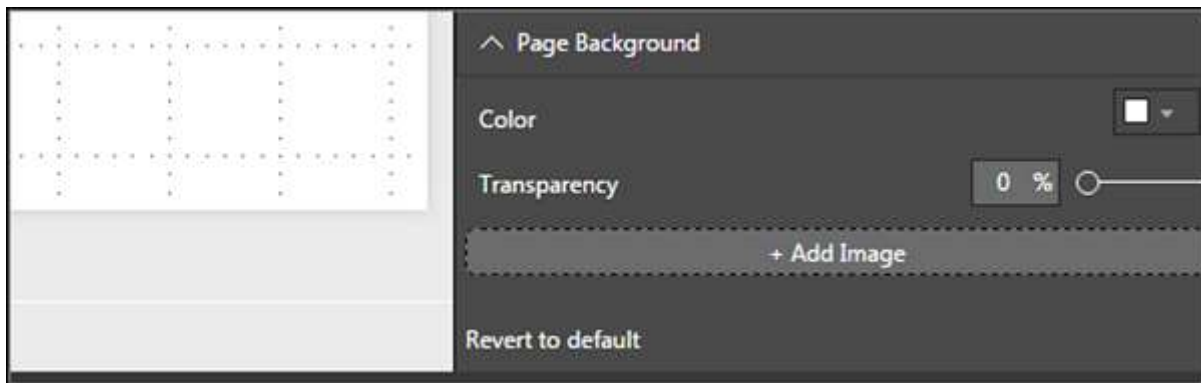 Page Background
Color
Transparency 0 %
+ Add Image
Revert to default